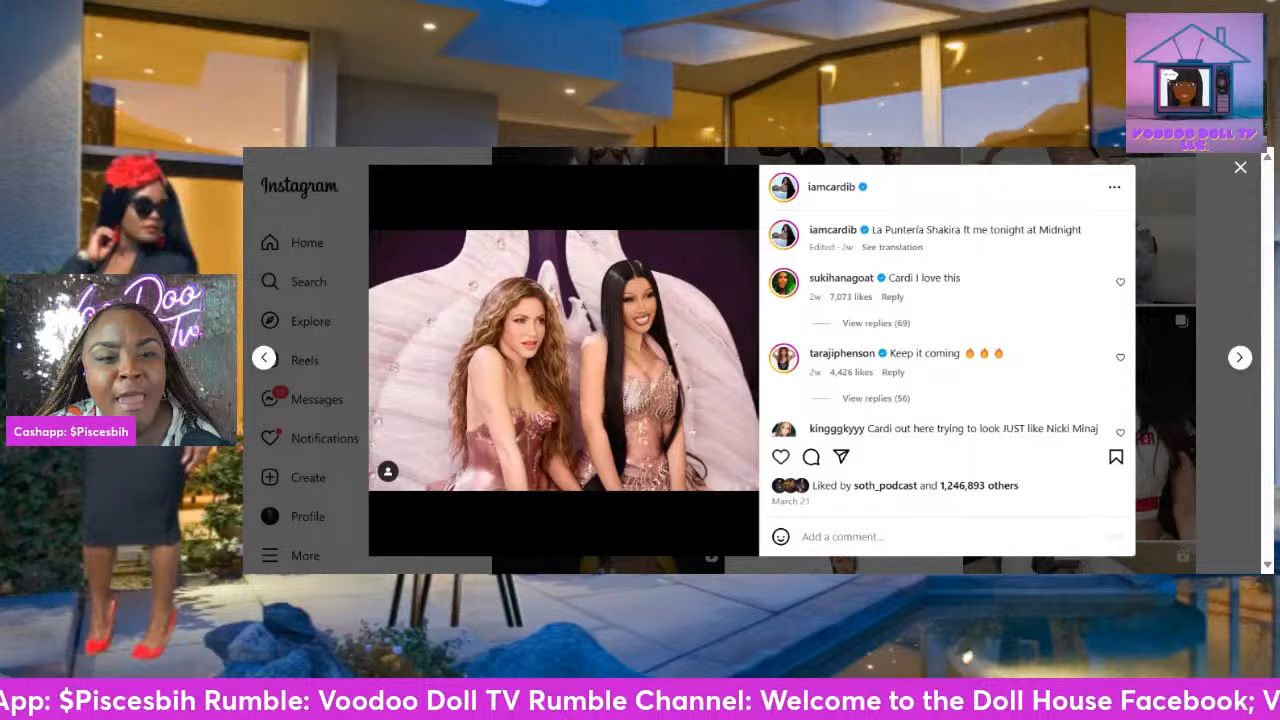 VOODOO DOLL TV
LLC.
Instagram
Home
Search
Explore
Reels
Messages
Notifications
Create
Profile
More
iamcardib
iamcardib La Puntería Shakira ft me tonight at Midnight
Edited · 2w See translation
sukihanagoat Cardi I love this
2w 7,073 likes Reply
View replies (69)
tarajiphenson Keep it coming 🔥 🔥 🔥
2w 4,426 likes Reply
View replies (56)
kinggkyyy Cardi out here trying to look JUST like Nicki Minaj
Liked by soth_podcast and 1,246,893 others
March 21
Add a comment...
Doo
Tv
Cashapp: $Piscesbih
App: $Piscesbih Rumble: Voodoo Doll TV Rumble Channel: Welcome to the Doll House Facebook; V